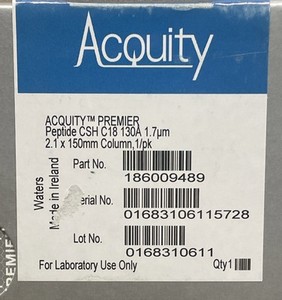 Acquity
ACQUITY™ PREMIER
Peptide CSH C18 130A 1.7µm
2.1 x 150mm Column,1/pk
Part No.
186009489
Serial No.
01683106115728
Lot No.
0168310611
For Laboratory Use Only
Qty1
Waters
Made in Ireland